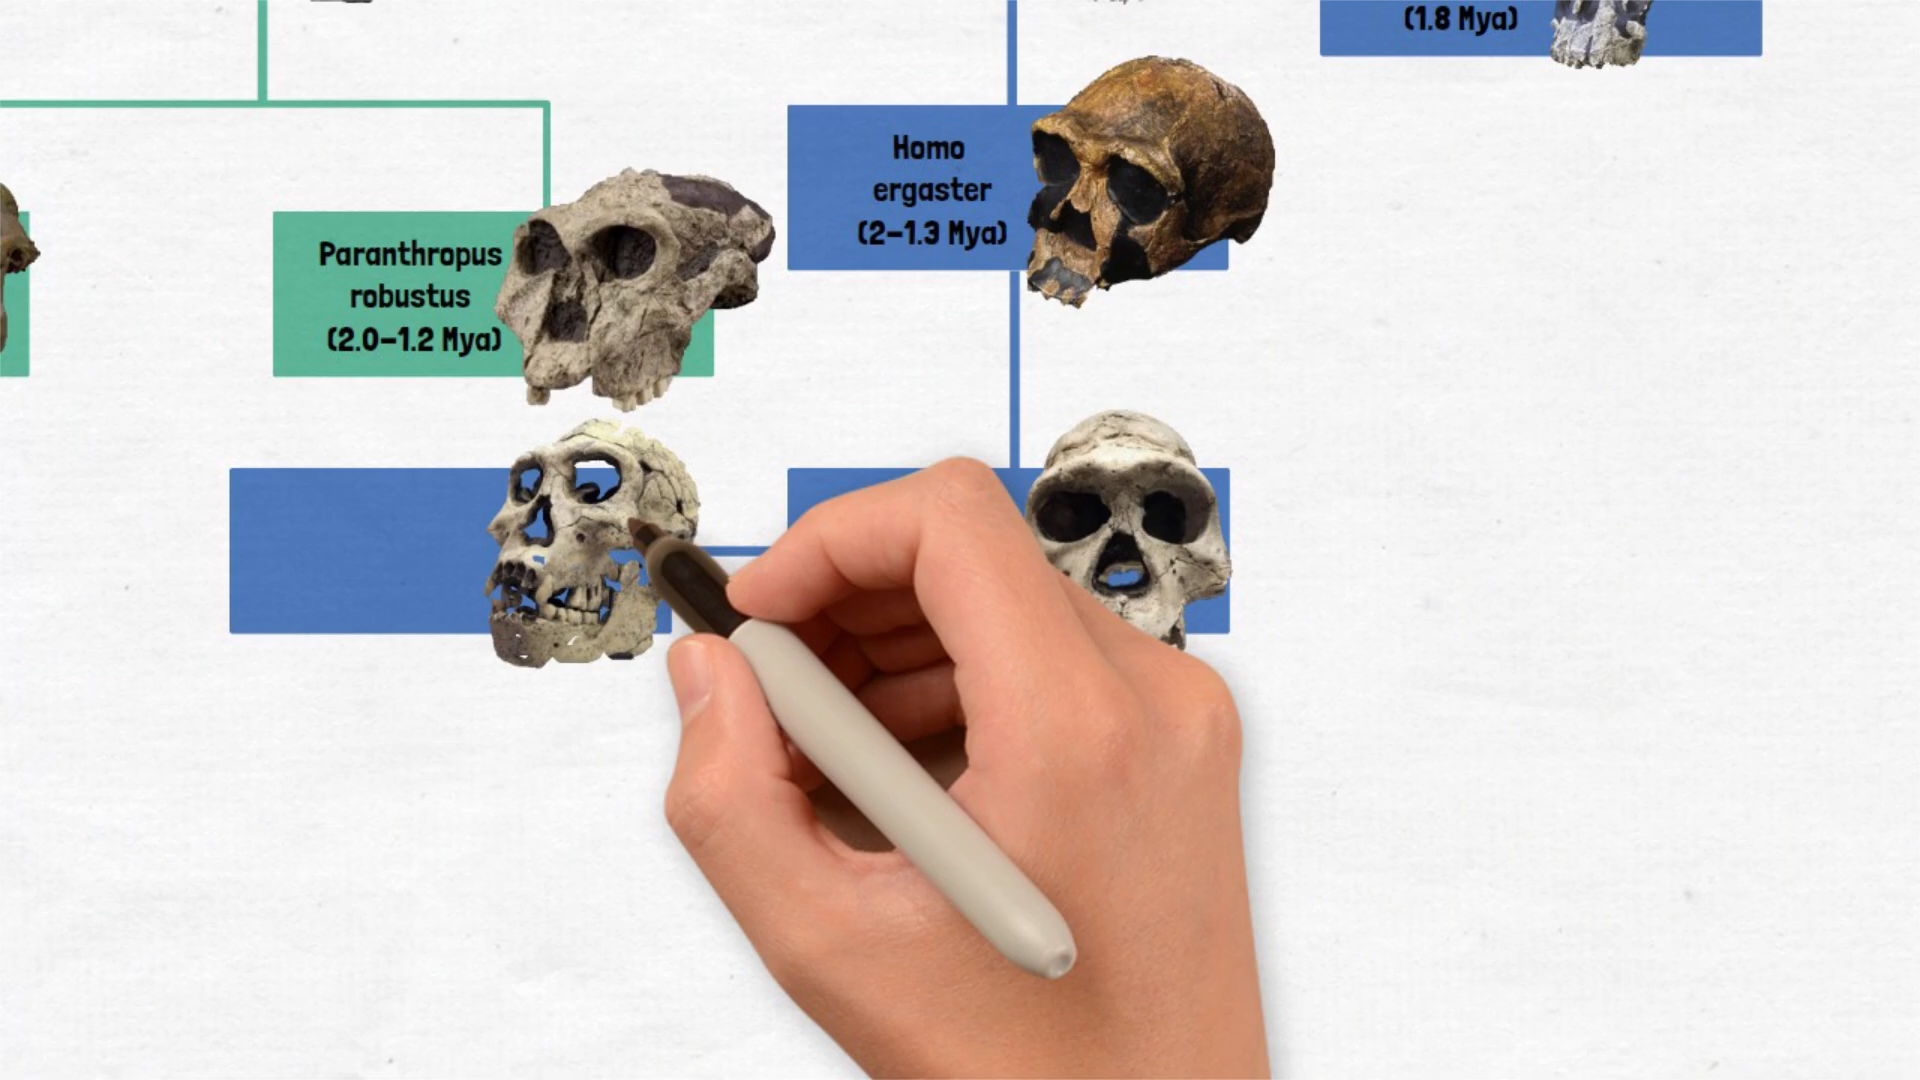 (1.8 Mya)
Homo
ergaster
(2–1.3 Mya)
Paranthropus
robustus
(2.0–1.2 Mya)